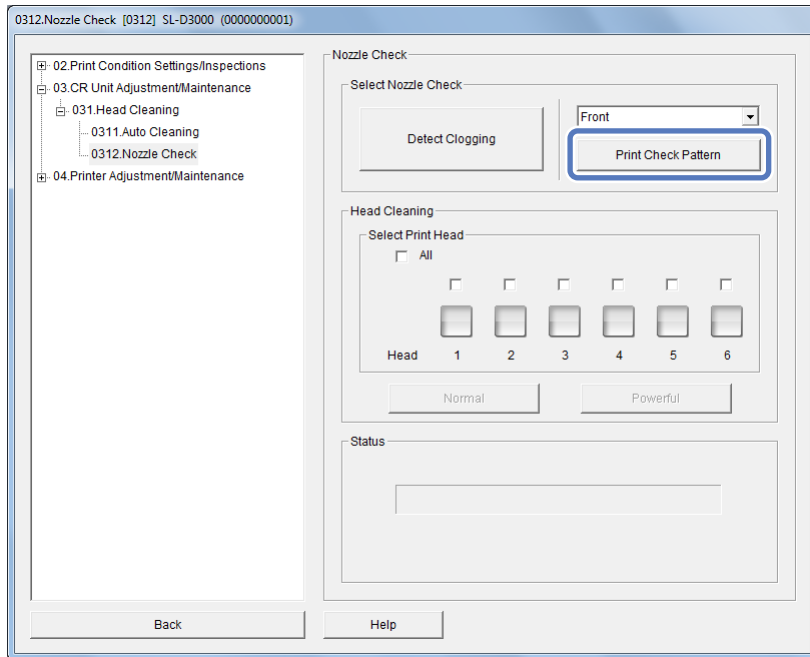 0312.Nozzle Check [0312] SL-D3000 (0000000001)
02.Print Condition Settings/Inspections
03.CR Unit Adjustment/Maintenance
031.Head Cleaning
0311.Auto Cleaning
0312.Nozzle Check
04.Printer Adjustment/Maintenance
Nozzle Check
Select Nozzle Check
Detect Clogging
Front
Print Check Pattern
Head Cleaning
Select Print Head
All
Head 1 2 3 4 5 6
Normal Powerful
Status
Back Help